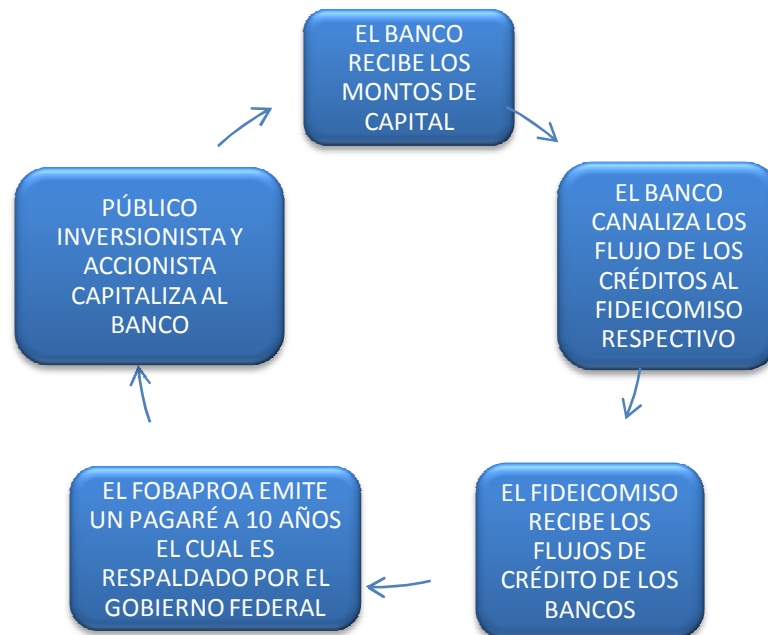 EL BANCO
RECIBE LOS
MONTOS DE
CAPITAL
EL BANCO
CANALIZA LOS
FLUJO DE LOS
CRÉDITOS AL
FIDEICOMISO
RESPECTIVO
EL FIDEICOMISO
RECIBE LOS
FLUJOS DE
CRÉDITO DE LOS
BANCOS
EL FOBAPROA EMITE
UN PAGARÉ A 10 AÑOS
EL CUAL ES
RESPALDADO POR EL
GOBIERNO FEDERAL
PÚBLICO
INVERSIONISTA Y
ACCIONISTA
CAPITALIZA AL
BANCO